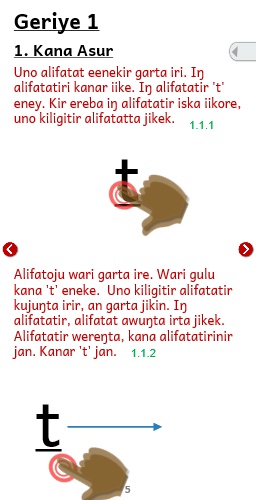 Geriye 1
1. Kana Asur
Uno alifatat eenekir garta iri. Iŋ
alifatatiri kanar iike. Iŋ alifatatir 't'
eney. Kir ereba iŋ alifatatir iska iikore,
uno kiligitir alifatatta jikek.
1.1.1
t
Alifatoju wari garta ire. Wari gulu
kana 't' eneke. Uno kiligitir alifatatir
kujuŋta irir, an garta jikin. Iŋ
alifatatir, alifatat awuŋta irta jikek.
Alifatatir wereŋta, kana alifatatirinir
jan. Kanar 't' jan.
1.1.2
t
5